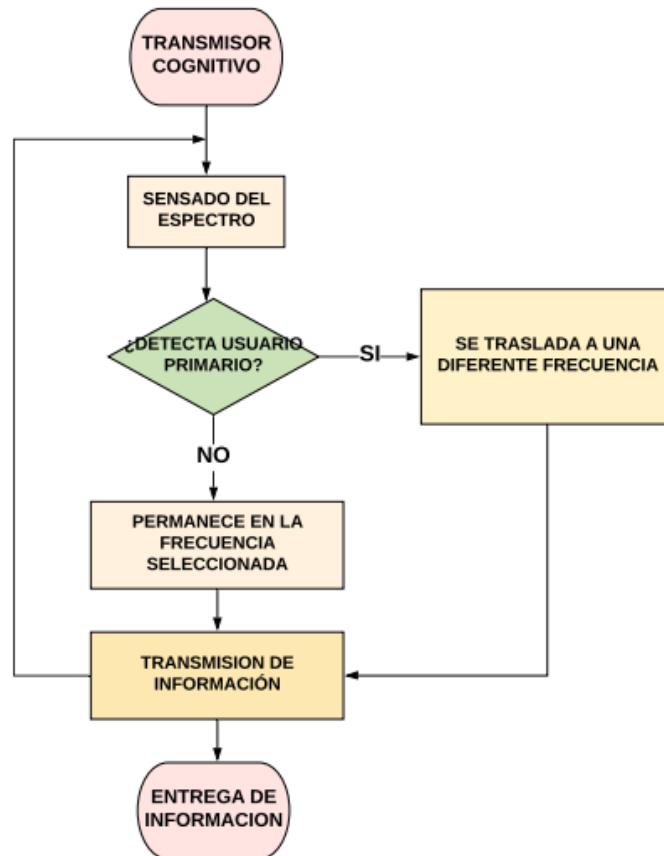 TRANSMISOR
COGNITIVO
SENSADO DEL
ESPECTRO
¿DETECTA USUARIO
PRIMARIO?
SI
SE TRASLADA A UNA
DIFERENTE FRECUENCIA
NO
PERMANECE EN LA
FRECUENCIA
SELECCIONADA
TRANSMISION DE
INFORMACIÓN
ENTREGA DE
INFORMACION